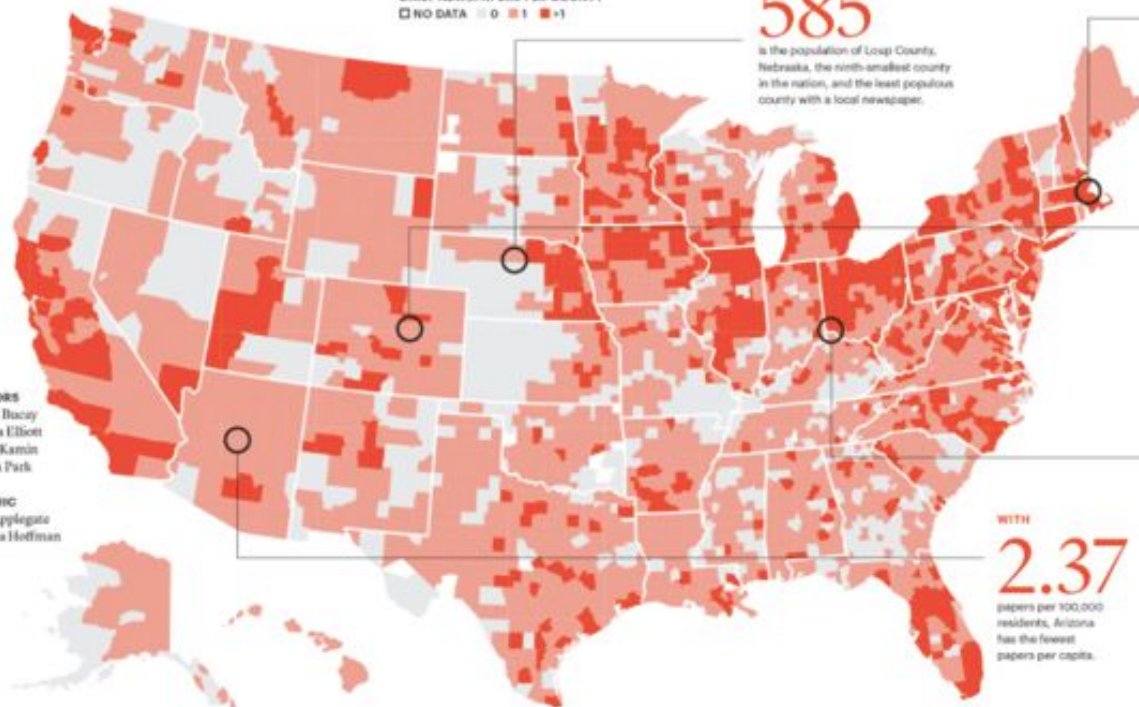 NO DATA 0 1 >1
585
is the population of Loup County,
Nebraska, the ninth-smallest county
in the nation, and the least populous
county with a local newspaper.
ORS
Bucay
a Elliott
Kamin
Park
IC
pplegate
a Hoffman
WITH
2.37
papers per 100,000
residents, Arizona
has the fewest
papers per capita.